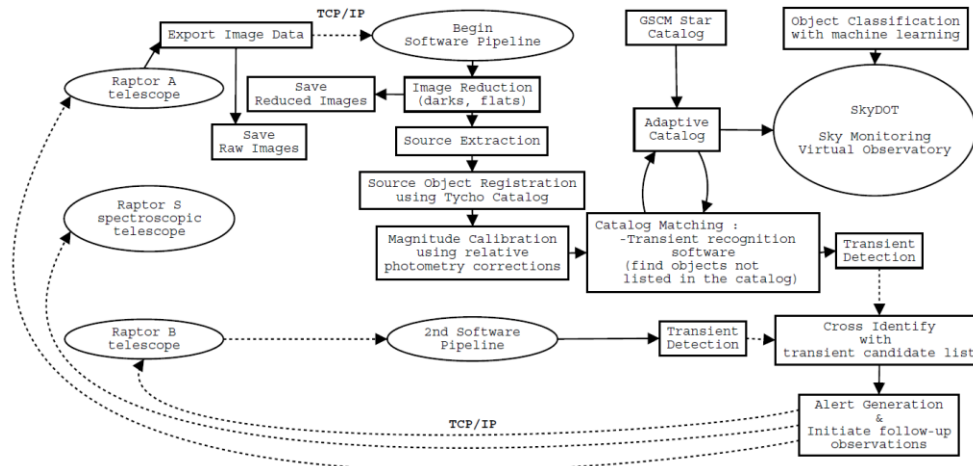 TCP/IP
Export Image Data
Begin
Software Pipeline
GSCM Star
Catalog
Object Classification
with machine learning
Raptor A
telescope
Save
Reduced Images
Image Reduction
(darks, flats)
Save
Raw Images
Source Extraction
Adaptive
Catalog
SkyDOT
Sky Monitoring
Virtual Observatory
Source Object Registration
using Tycho Catalog
Raptor S
spectroscopic
telescope
Magnitude Calibration
using relative
photometry corrections
Catalog Matching :
-Transient recognition
software
(find objects not
listed in the catalog)
Transient
Detection
Raptor B
telescope
2nd Software
Pipeline
Transient
Detection
Cross Identify
with
transient candidate list
TCP/IP
Alert Generation
&
Initiate follow-up
observations